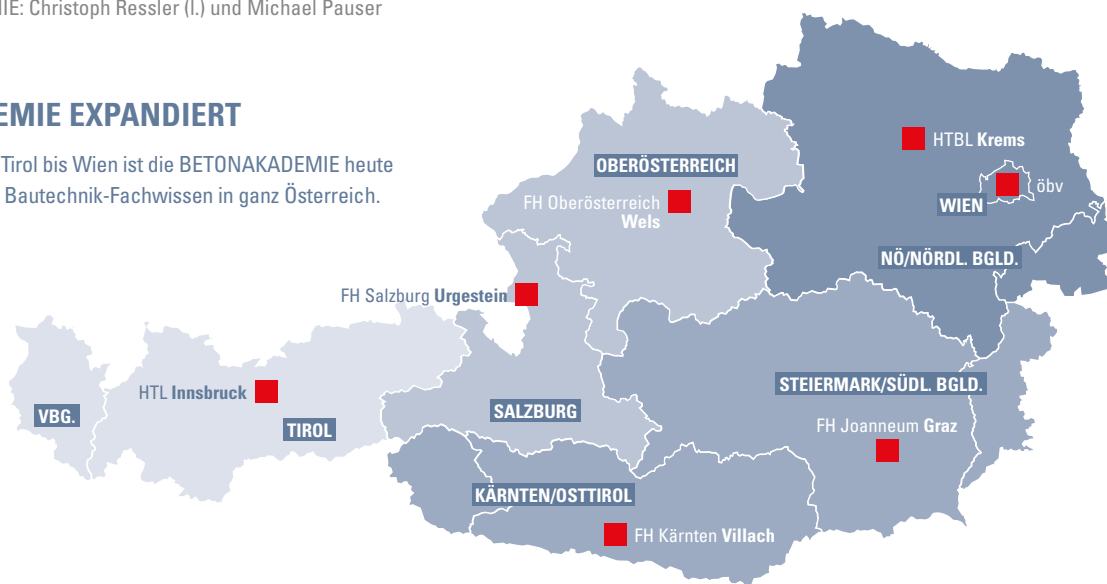 IE: Christoph Ressler (l.) und Michael Pauser
EMIE EXPANDIERT
Tirol bis Wien ist die BETONAKADEMIE heute
Bautechnik-Fachwissen in ganz Österreich.
HTBL Krems
OBERÖSTERREICH
öbv
FH Oberösterreich
Wels
WIEN
NÖ/NÖRDL. BGLD.
FH Salzburg Urgestein
STEIERMARK/SÜDL. BGLD.
HTL Innsbruck
VBG.
SALZBURG
TIROL
FH Joanneum Graz
KÄRNTEN/OSTTIROL
FH Kärnten Villach